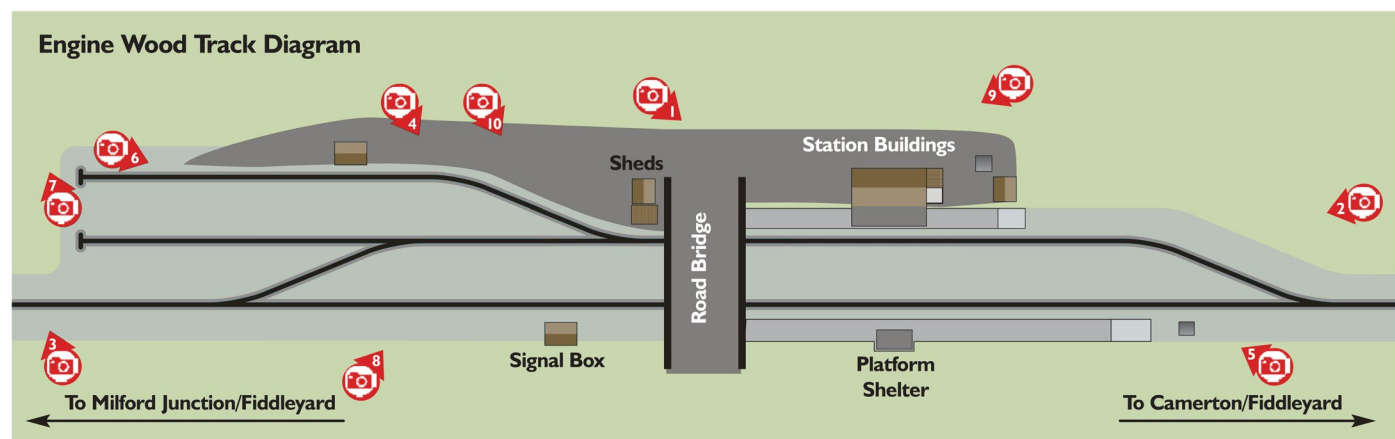 Engine Wood Track Diagram
9
1
4
10
Station Buildings
6
Sheds
7
2
Road Bridge
3
8
Signal Box
5
Platform
Shelter
To Milford Junction/Fiddleyard
To Camerton/Fiddleyard